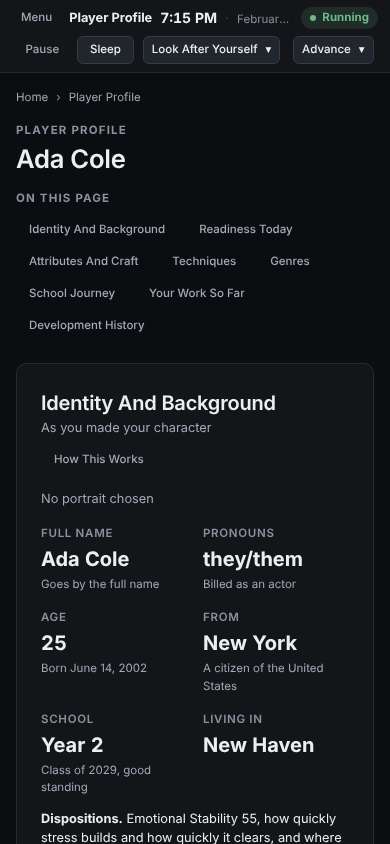 Menu Player Profile 7:15 PM · Februar... Running
Pause Sleep Look After Yourself ▾ Advance ▾
Home › Player Profile
PLAYER PROFILE
Ada Cole
ON THIS PAGE
Identity And Background Readiness Today
Attributes And Craft Techniques Genres
School Journey Your Work So Far
Development History
Identity And Background
As you made your character
How This Works
No portrait chosen
FULL NAME PRONOUNS
Ada Cole they/them
Goes by the full name Billed as an actor
AGE FROM
25 New York
Born June 14, 2002 A citizen of the United
States
SCHOOL LIVING IN
Year 2 New Haven
Class of 2029, good
standing
Dispositions. Emotional Stability 55, how quickly
stress builds and how quickly it clears, and where